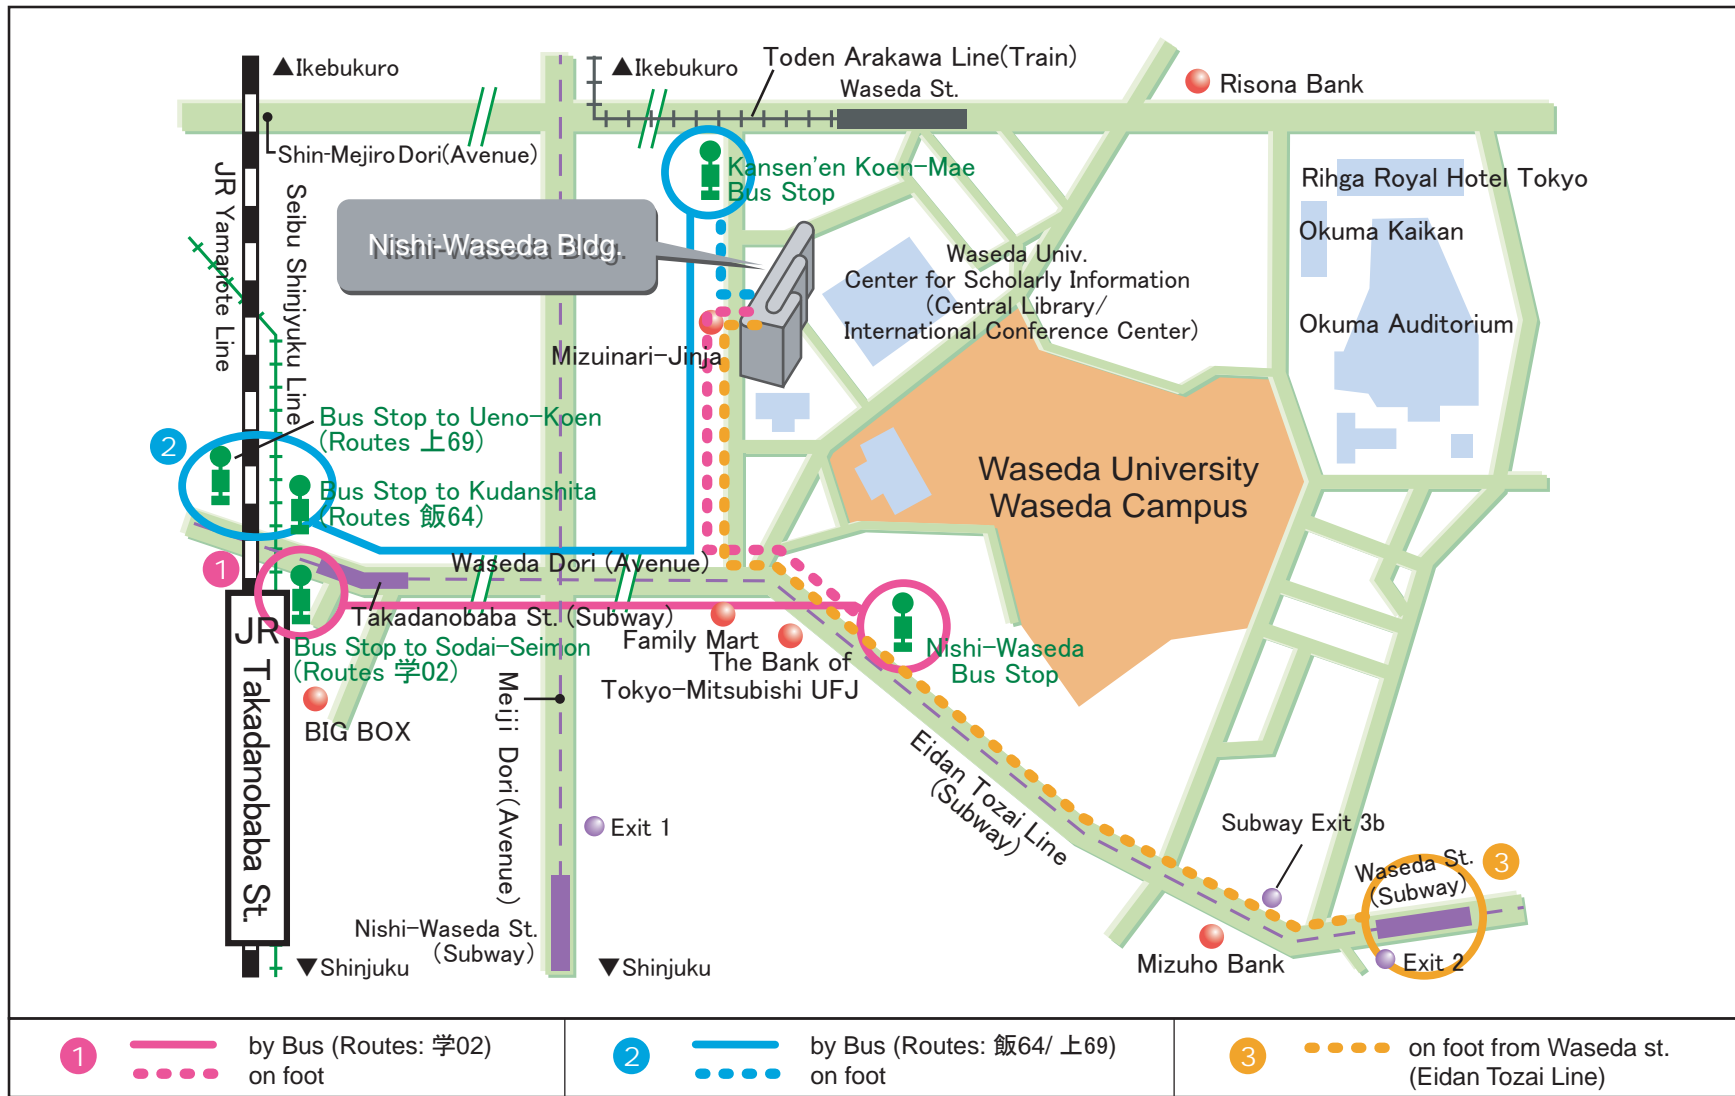 ▲Ikebukuro
▲Ikebukuro
Toden Arakawa Line(Train)
Waseda St.
Risona Bank
Shin-Mejiro Dori(Avenue)
JR Yamanote Line
Seibu Shinjyuku Line
Kansen'en Koen-Mae
Bus Stop
Rihga Royal Hotel Tokyo
Nishi-Waseda Bldg.
Okuma Kaikan
Waseda Univ.
Center for Scholarly Information
(Central Library/
International Conference Center)
Okuma Auditorium
Mizuinari-Jinja
2
Bus Stop to Ueno-Koen
(Routes 上69)
Bus Stop to Kudanshita
(Routes 飯64)
Waseda University
Waseda Campus
1
Waseda Dori (Avenue)
Takadanobaba St. (Subway)
JR
Takadanobaba St.
Bus Stop to Sodai-Seimon
(Routes 学02)
Family Mart
The Bank of
Tokyo-Mitsubishi UFJ
Nishi-Waseda
Bus Stop
BIG BOX
Meiji Dori(Avenue)
Eidan Tozai Line
(Subway)
Exit 1
Subway Exit 3b
Waseda St.
(Subway)
3
Nishi-Waseda St.
(Subway)
Mizuho Bank
Exit 2
▼Shinjuku
▼Shinjuku
1
by Bus (Routes: 学02)
on foot
2
by Bus (Routes: 飯64/ 上69)
on foot
3
on foot from Waseda st.
(Eidan Tozai Line)